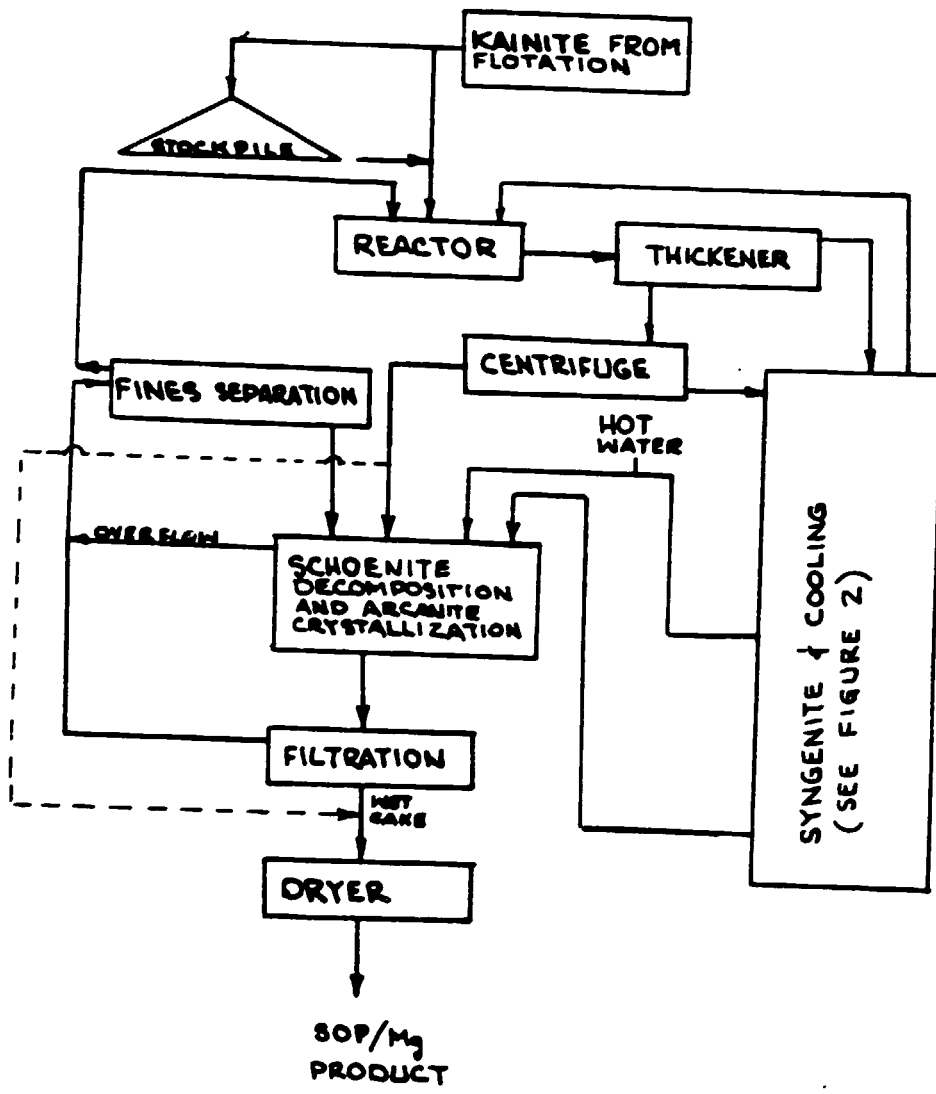 KAINITE FROM
FLOTATION
STOCKPILE
REACTOR
THICKENER
CENTRIFUGE
FINES SEPARATION
HOT
WATER
OVERFLOW
SCHOENITE
DECOMPOSITION
AND ARCANITE
CRYSTALLIZATION
SYNGENITE & COOLING
(SEE FIGURE 2)
FILTRATION
WET
CAKE
DRYER
SOP/Mg
PRODUCT